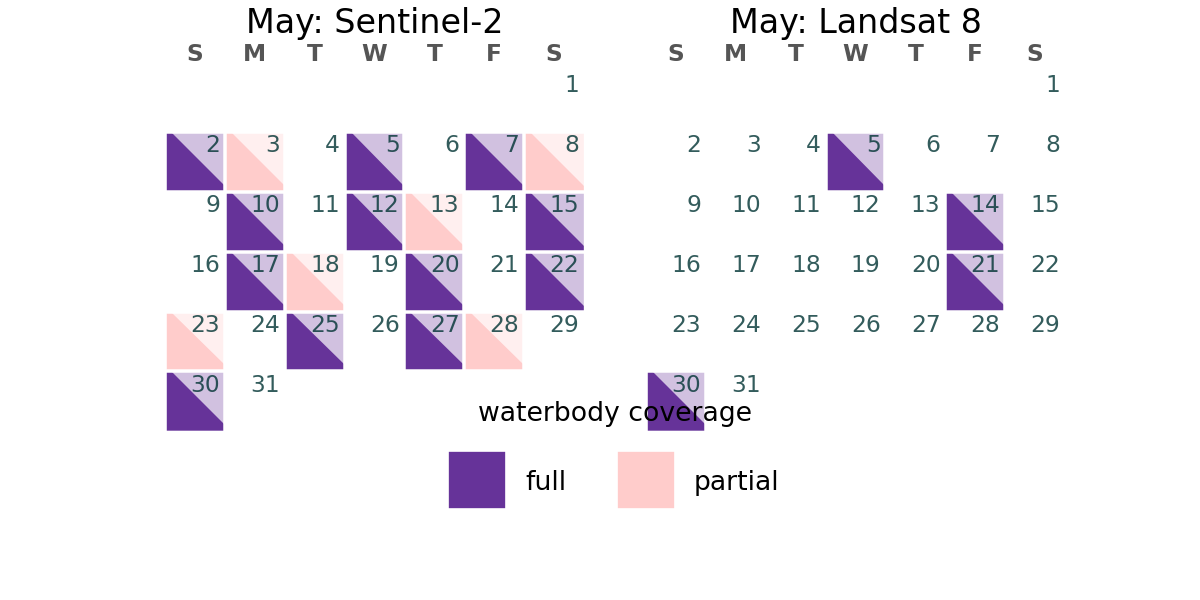 May: Sentinel-2
S M T W T F S
1
2 3 4 5 6 7 8
9 10 11 12 13 14 15
16 17 18 19 20 21 22
23 24 25 26 27 28 29
30 31
May: Landsat 8
S M T W T F S
1
2 3 4 5 6 7 8
9 10 11 12 13 14 15
16 17 18 19 20 21 22
23 24 25 26 27 28 29
30 31
waterbody coverage
full
partial